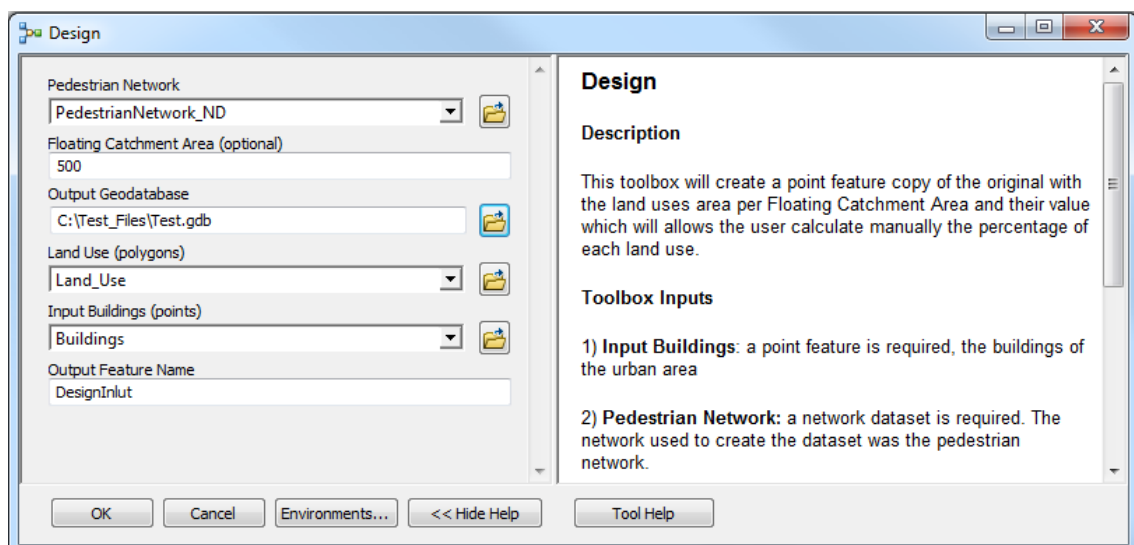 Design
Pedestrian Network
PedestrianNetwork_ND
Floating Catchment Area (optional)
500
Output Geodatabase
C:\Test_Files\Test.gdb
Land Use (polygons)
Land_Use
Input Buildings (points)
Buildings
Output Feature Name
DesignInlut
Design
Description
This toolbox will create a point feature copy of the original with
the land uses area per Floating Catchment Area and their value
which will allows the user calculate manually the percentage of
each land use.
Toolbox Inputs
1) Input Buildings: a point feature is required, the buildings of
the urban area
2) Pedestrian Network: a network dataset is required. The
network used to create the dataset was the pedestrian
network.
OK Cancel Environments... << Hide Help Tool Help